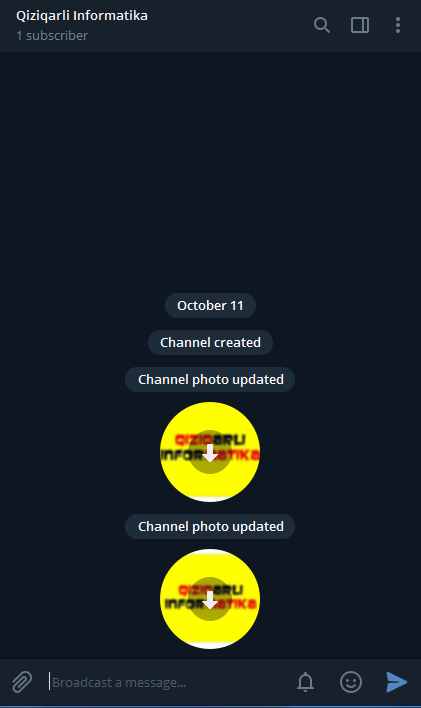 Qiziqarli Informatika
1 subscriber
October 11
Channel created
Channel photo updated
QIZIQARLI
INFORMATIKA
Channel photo updated
QIZIQARLI
INFORMATIKA
Broadcast a message...